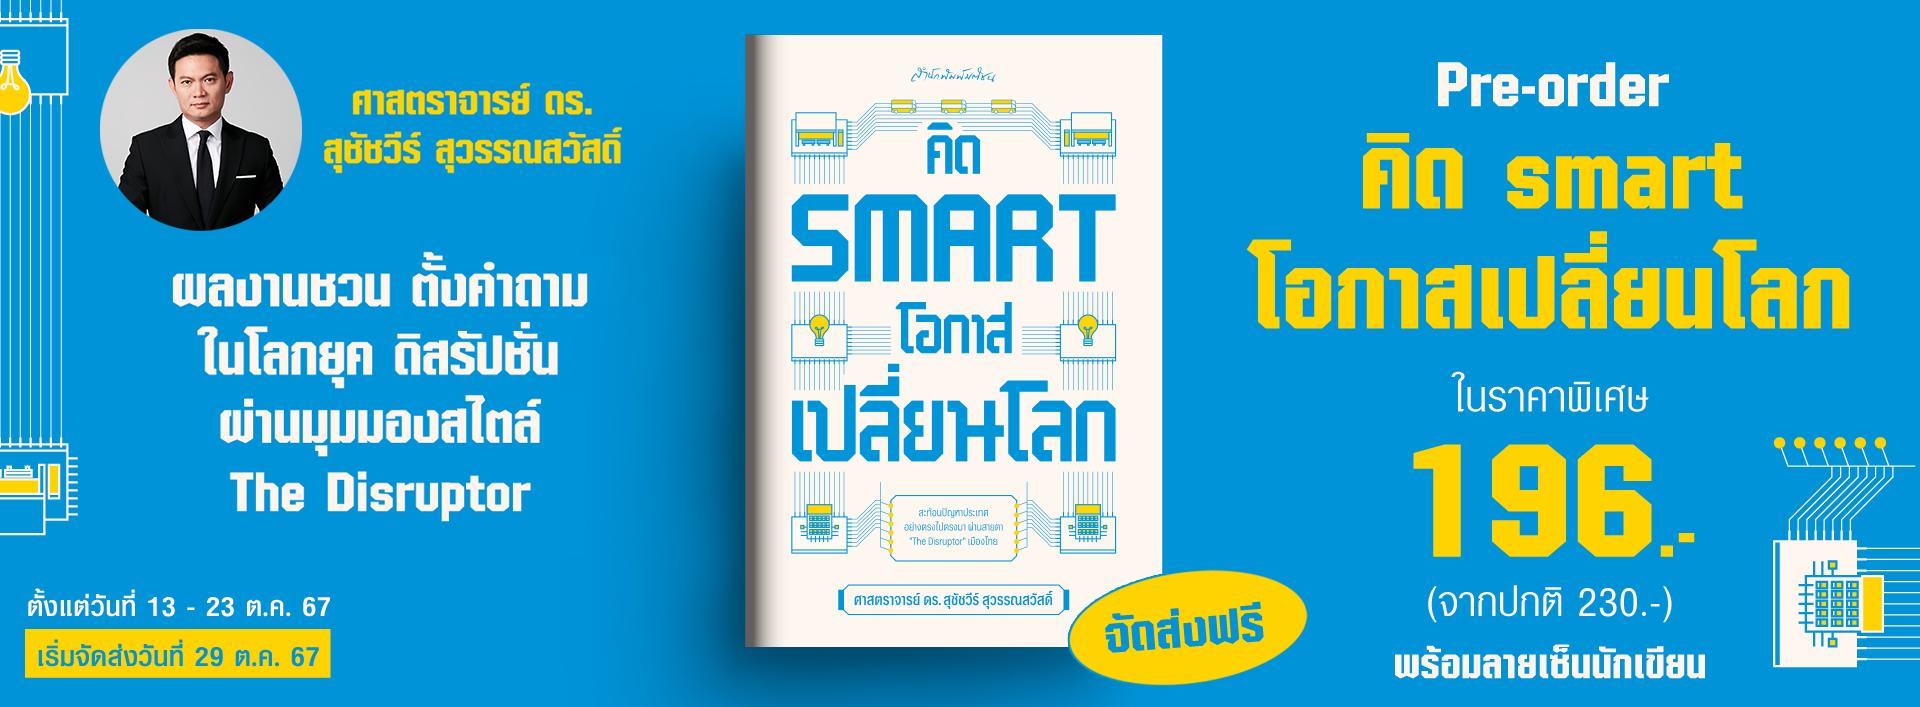 ศาสตราจารย์ ดร.
สุชัชวีร์ สุวรรณสวัสดิ์
ผลงานชวน ตั้งคำถาม
ในโลกยุค ดิสรัปชั่น
ผ่านมุมมองสไตล์
The Disruptor
ตั้งแต่วันที่ 13 - 23 ต.ค. 67
เริ่มจัดส่งวันที่ 29 ต.ค. 67
สำนักพิมพ์มติชน
คิด
SMART
โอกาส
เปลี่ยนโลก
สะท้อนปัญหาประเทศ
อย่างตรงไปตรงมา ผ่านสายตา
"The Disruptor" เมืองไทย
ศาสตราจารย์ ดร. สุชัชวีร์ สุวรรณสวัสดิ์
จัดส่งฟรี
Pre-order
คิด smart
โอกาสเปลี่ยนโลก
ในราคาพิเศษ
196.-
(จากปกติ 230.-)
พร้อมลายเซ็นนักเขียน